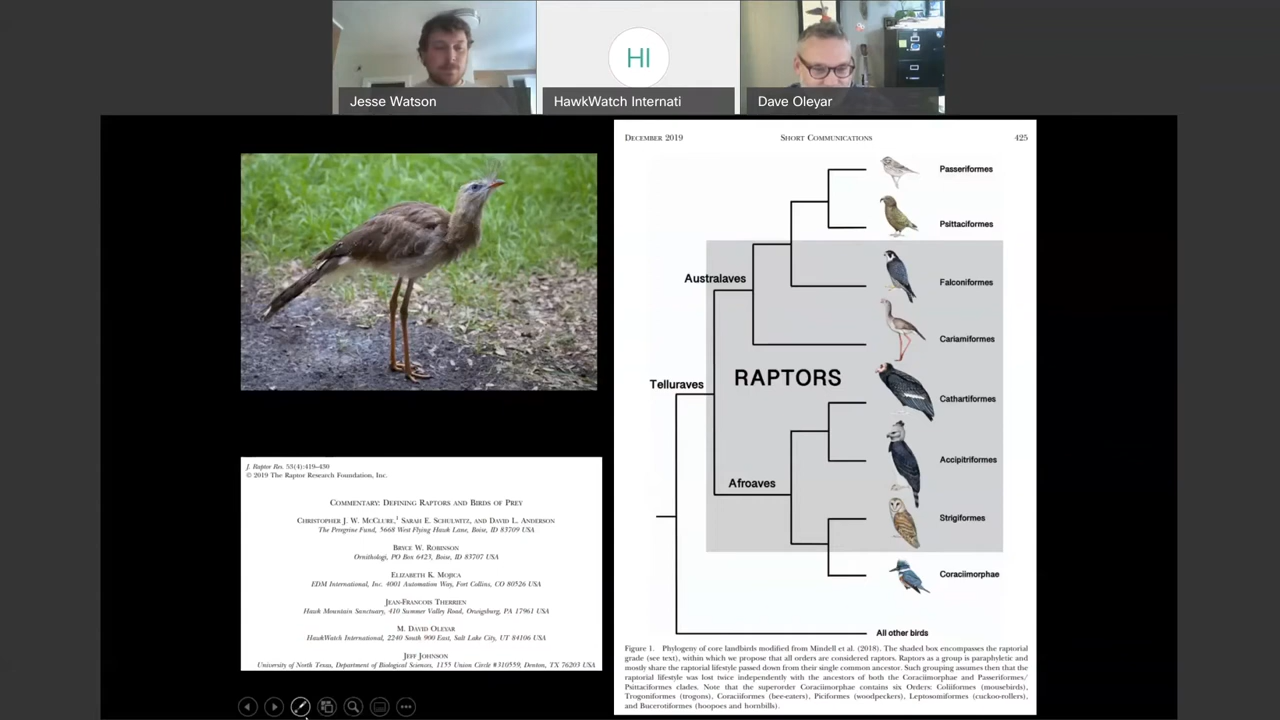 HI
Jesse Watson
HawkWatch Internati
Dave Oleyar
J. Raptor Res. 53(4):419–430
© 2019 The Raptor Research Foundation, Inc.
Commentary: Defining Raptors and Birds of Prey
Christopher J. W. McClure,1 Sarah E. Schulwitz, and David L. Anderson
The Peregrine Fund, 5668 West Flying Hawk Lane, Boise, ID 83709 USA
Bryce W. Robinson
Ornithologi, PO Box 6423, Boise, ID 83707 USA
Elizabeth K. Mojica
EDM International, Inc. 4001 Automation Way, Fort Collins, CO 80526 USA
Jean-Francois Therrien
Hawk Mountain Sanctuary, 410 Summer Valley Road, Orwigsburg, PA 17961 USA
M. David Oleyar
HawkWatch International, 2240 South 900 East, Salt Lake City, UT 84106 USA
Jeff Johnson
University of North Texas, Department of Biological Sciences, 1155 Union Circle #310559, Denton, TX 76203 USA
December 2019 Short Communications 425
Passeriformes
Psittaciformes
Australaves
Falconiformes
Cariamiformes
RAPTORS
Telluraves
Cathartiformes
Accipitriformes
Afroaves
Strigiformes
Coraciimorphae
All other birds
Figure 1. Phylogeny of core landbirds modified from Mindell et al. (2018). The shaded box encompasses the raptorial
grade (see text), within which we propose that all orders are considered raptors. Raptors as a group is paraphyletic and
mostly share the raptorial lifestyle passed down from their single common ancestor. Such grouping assumes then that the
raptorial lifestyle was lost twice independently with the ancestors of both the Coraciimorphae and Passeriformes/
Psittaciformes clades. Note that the superorder Coraciimorphae contains six Orders: Coliiformes (mousebirds),
Trogoniformes (trogons), Coraciiformes (bee-eaters), Piciformes (woodpeckers), Leptosomiformes (cuckoo-rollers),
and Bucerotiformes (hoopoes and hornbills).